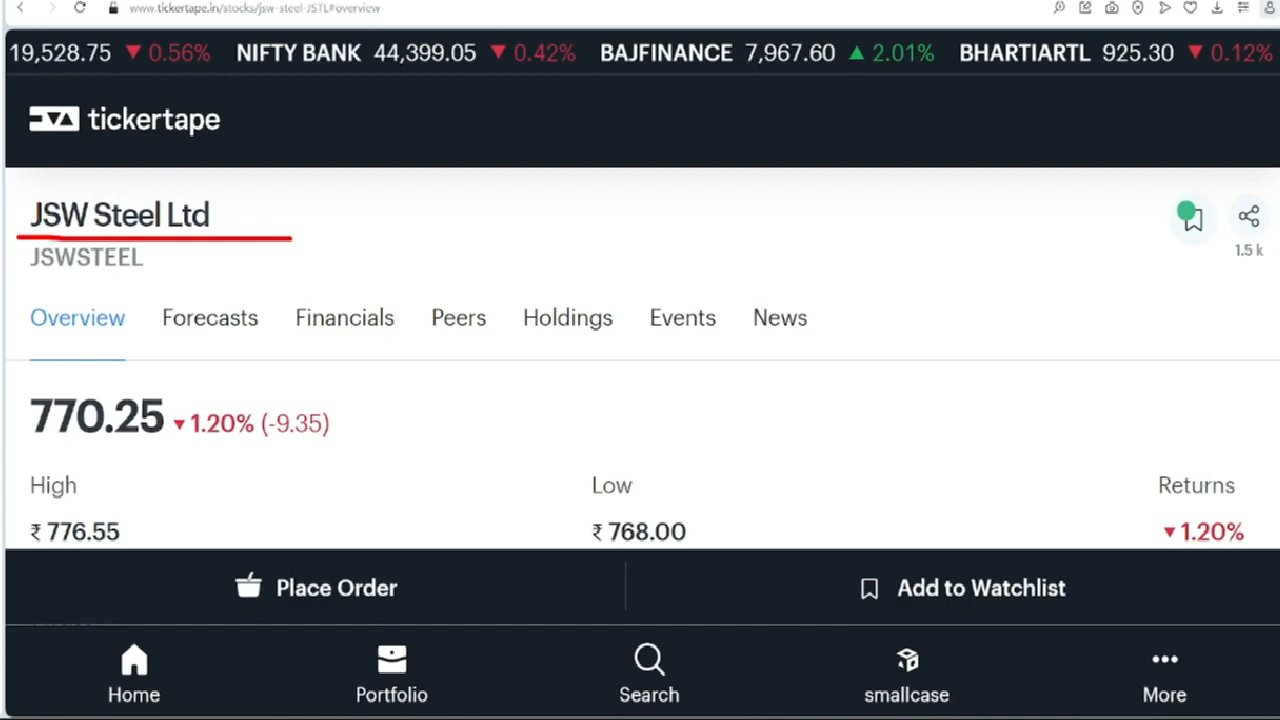 www.tickertape.in/stocks/jsw-steel-JSTL#overview
19,528.75 ▼ 0.56% NIFTY BANK 44,399.05 ▼ 0.42% BAJFINANCE 7,967.60 ▲ 2.01% BHARTIARTL 925.30 ▼ 0.12%
tickertape
JSW Steel Ltd
JSWSTEEL
1.5 k
Overview Forecasts Financials Peers Holdings Events News
770.25 ▼ 1.20% (-9.35)
High Low Returns
₹ 776.55 ₹ 768.00 ▼ 1.20%
Place Order Add to Watchlist
Home Portfolio Search smallcase More